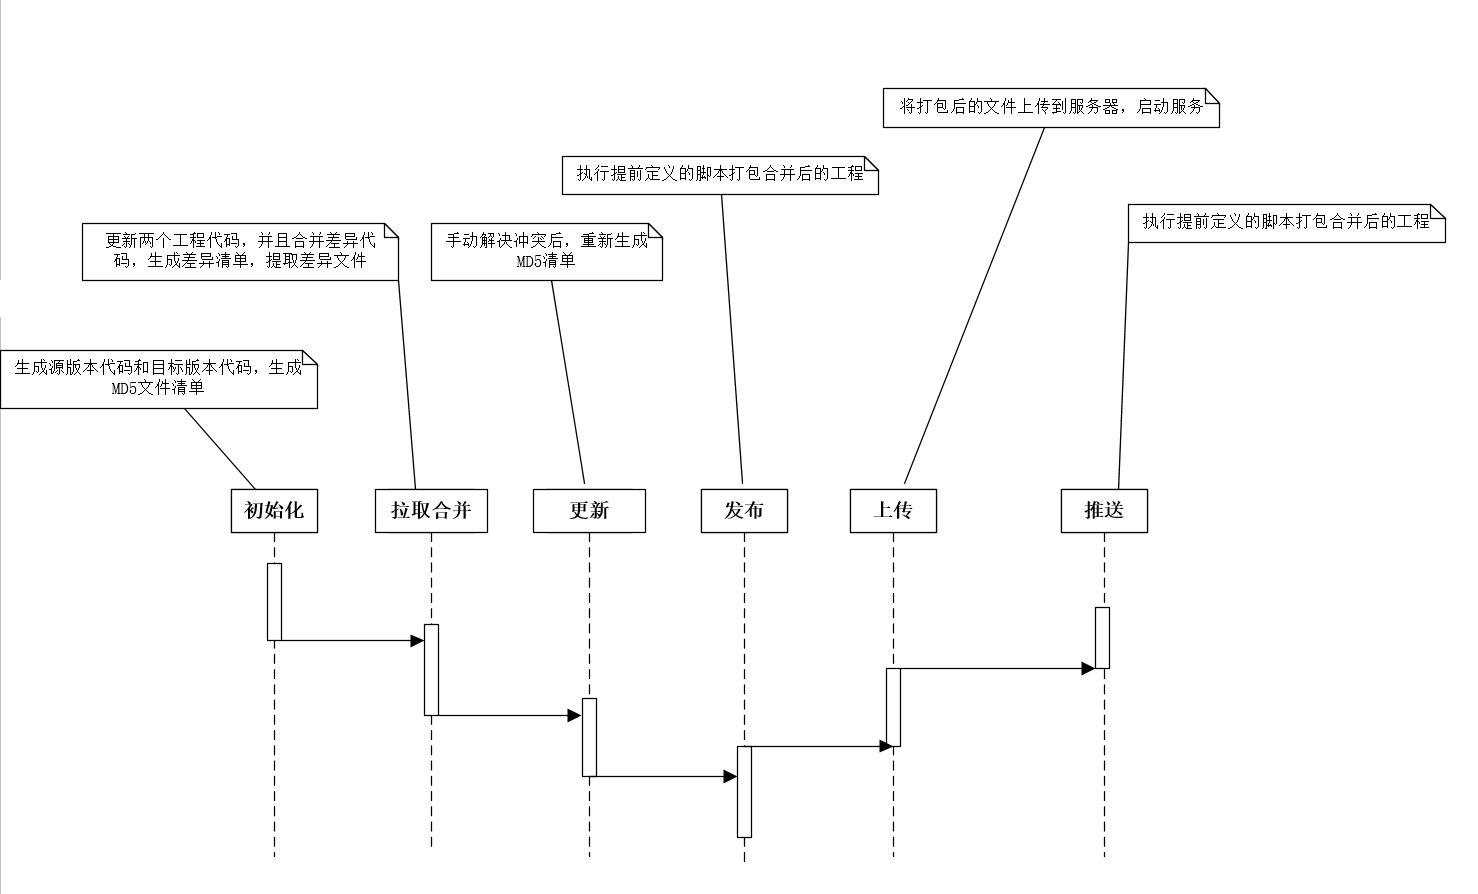 将打包后的文件上传到服务器，启动服务
执行提前定义的脚本打包合并后的工程
执行提前定义的脚本打包合并后的工程
更新两个工程代码，并且合并差异代
码，生成差异清单，提取差异文件
手动解决冲突后，重新生成
MD5清单
生成源版本代码和目标版本代码，生成
MD5文件清单
初始化
拉取合并
更新
发布
上传
推送